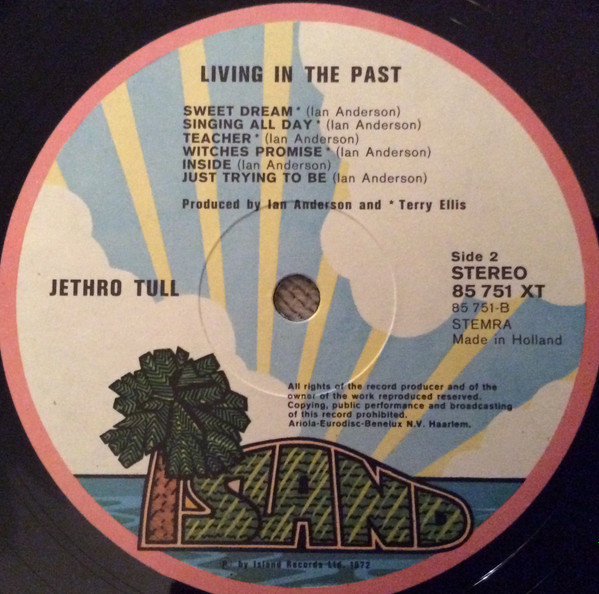 LIVING IN THE PAST
SWEET DREAM* (Ian Anderson)
SINGING ALL DAY* (Ian Anderson)
TEACHER* (Ian Anderson)
WITCHES PROMISE* (Ian Anderson)
INSIDE (Ian Anderson)
JUST TRYING TO BE (Ian Anderson)
Produced by Ian Anderson and * Terry Ellis
JETHRO TULL
Side 2
STEREO
85 751 XT
85 751-B
STEMRA
Made in Holland
All rights of the record producer and of the
owner of the work reproduced reserved.
Copying, public performance and broadcasting
of this record prohibited.
Ariola-Eurodisc-Benelux N.V. Haarlem.
ISLAND
℗ by Island Records Ltd. 1972